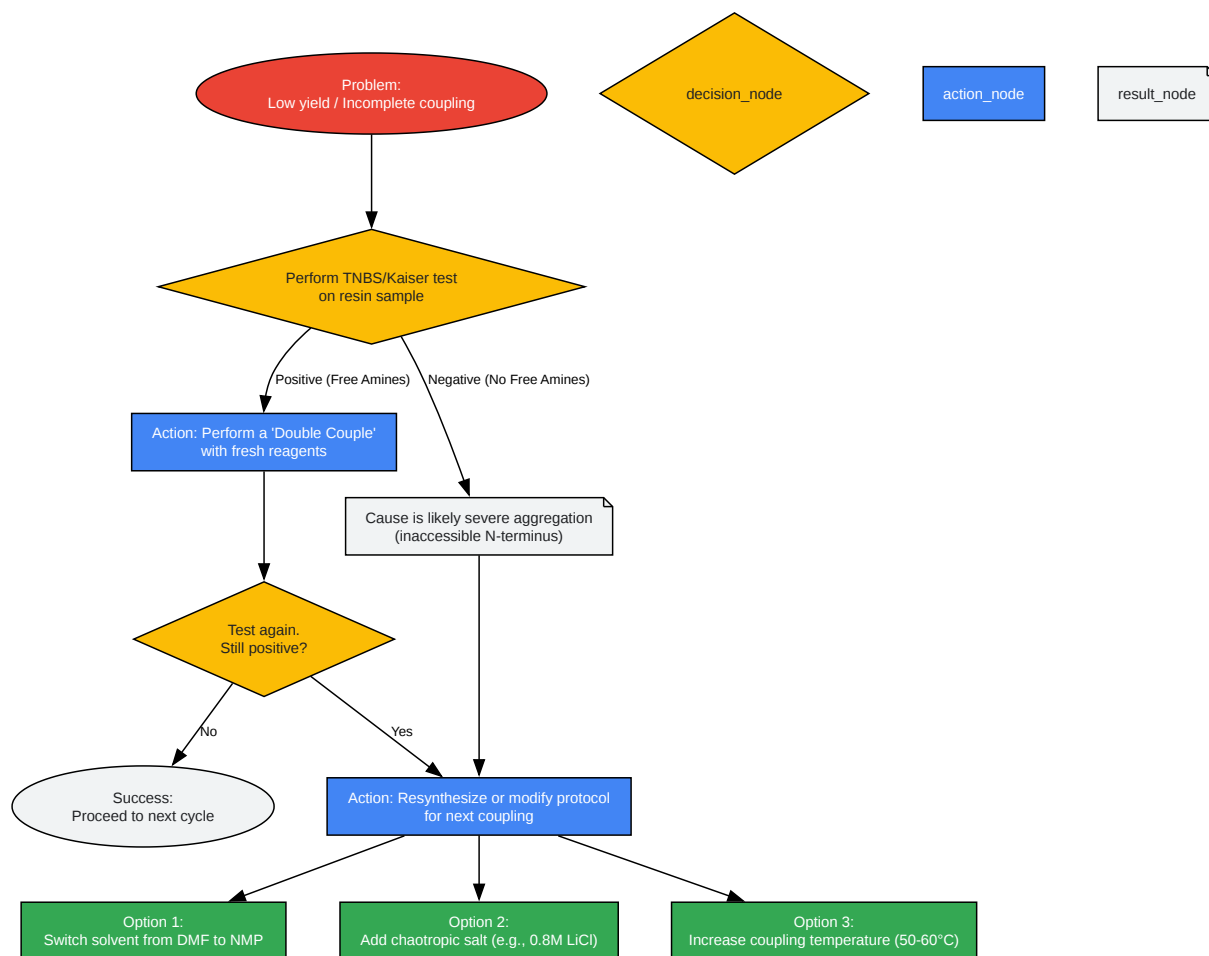 Problem:
Low yield / Incomplete coupling
decision_node
action_node
result_node
Perform TNBS/Kaiser test
on resin sample
Positive (Free Amines)
Negative (No Free Amines)
Action: Perform a 'Double Couple'
with fresh reagents
Cause is likely severe aggregation
(inaccessible N-terminus)
Test again.
Still positive?
No
Yes
Success:
Proceed to next cycle
Action: Resynthesize or modify protocol
for next coupling
Option 1:
Switch solvent from DMF to NMP
Option 2:
Add chaotropic salt (e.g., 0.8M LiCl)
Option 3:
Increase coupling temperature (50-60°C)